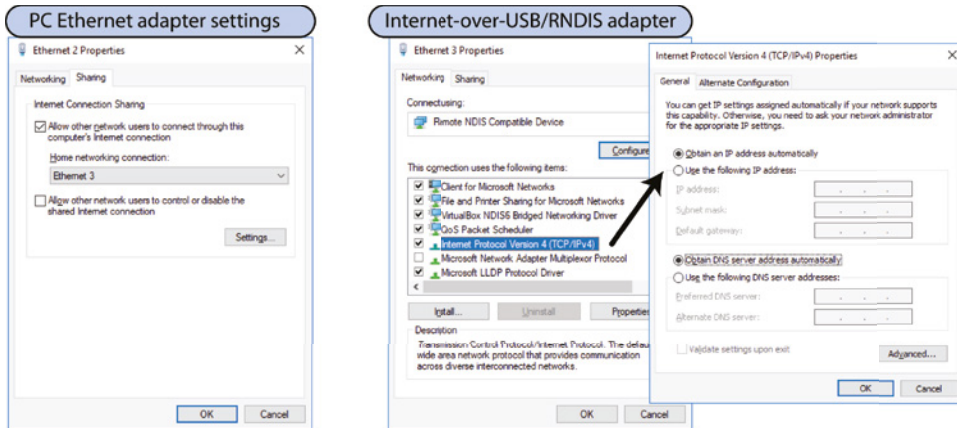 PC Ethernet adapter settings
Ethernet 2 Properties
Networking Sharing
Internet Connection Sharing
Allow other network users to connect through this
computer's Internet connection
Home networking connection:
Ethernet 3
Allow other network users to control or disable the
shared Internet connection
Settings...
OK Cancel
Internet-over-USB/RNDIS adapter
Ethernet 3 Properties
Networking Sharing
Connect using:
Remote NDIS Compatible Device
Configure
This connection uses the following items:
Client for Microsoft Networks
File and Printer Sharing for Microsoft Networks
VirtualBox NDIS6 Bridged Networking Driver
QoS Packet Scheduler
Internet Protocol Version 4 (TCP/IPv4)
Microsoft Network Adapter Multiplexor Protocol
Microsoft LLDP Protocol Driver
Install... Uninstall Propertie
Description
Transmission Control Protocol/Internet Protocol. The defau
wide area network protocol that provides communication
across diverse interconnected networks.
OK Cancel
Internet Protocol Version 4 (TCP/IPv4) Properties
General Alternate Configuration
You can get IP settings assigned automatically if your network supports
this capability. Otherwise, you need to ask your network administrator
for the appropriate IP settings.
Obtain an IP address automatically
Use the following IP address:
IP address:
Subnet mask:
Default gateway:
Obtain DNS server address automatically
Use the following DNS server addresses:
Preferred DNS server:
Alternate DNS server:
Validate settings upon exit
Advanced...
OK Cancel